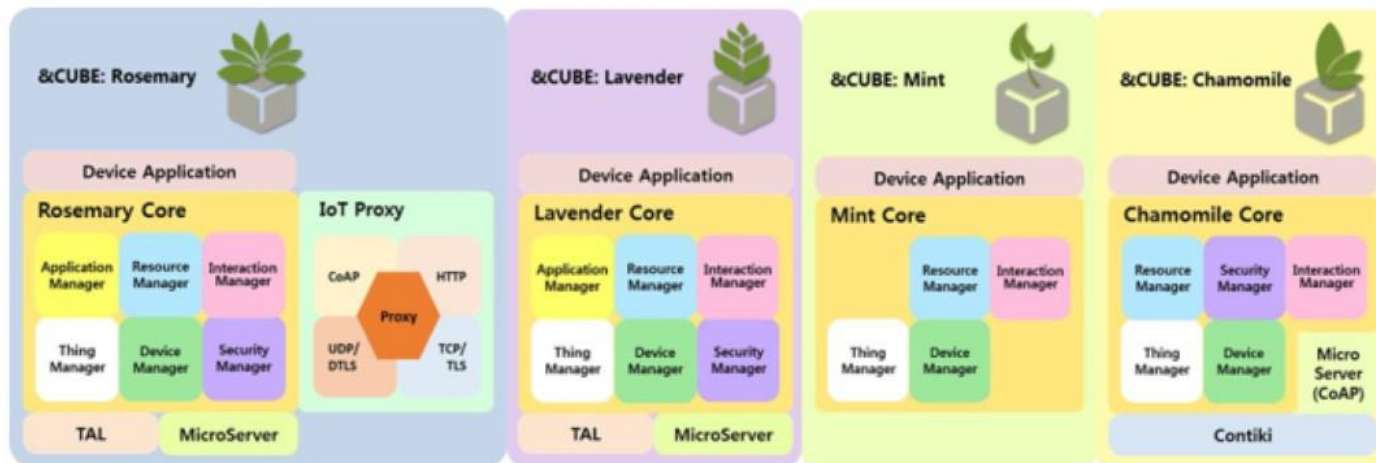 &CUBE: Rosemary
Device Application
Rosemary Core
Application
Manager
Resource
Manager
Interaction
Manager
Thing
Manager
Device
Manager
Security
Manager
TAL
MicroServer
IoT Proxy
CoAP
HTTP
Proxy
UDP/
DTLS
TCP/
TLS
&CUBE: Lavender
Device Application
Lavender Core
Application
Manager
Resource
Manager
Interaction
Manager
Thing
Manager
Device
Manager
Security
Manager
TAL
MicroServer
&CUBE: Mint
Device Application
Mint Core
Resource
Manager
Interaction
Manager
Thing
Manager
Device
Manager
&CUBE: Chamomile
Device Application
Chamomile Core
Resource
Manager
Security
Manager
Interaction
Manager
Thing
Manager
Device
Manager
Micro
Server
(CoAP)
Contiki